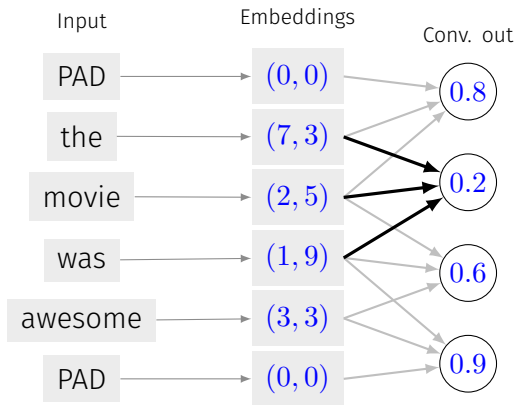 Input Embeddings Conv. out
PAD (0, 0) 0.8
the (7, 3)
movie (2, 5) 0.2
was (1, 9) 0.6
awesome (3, 3)
PAD (0, 0) 0.9